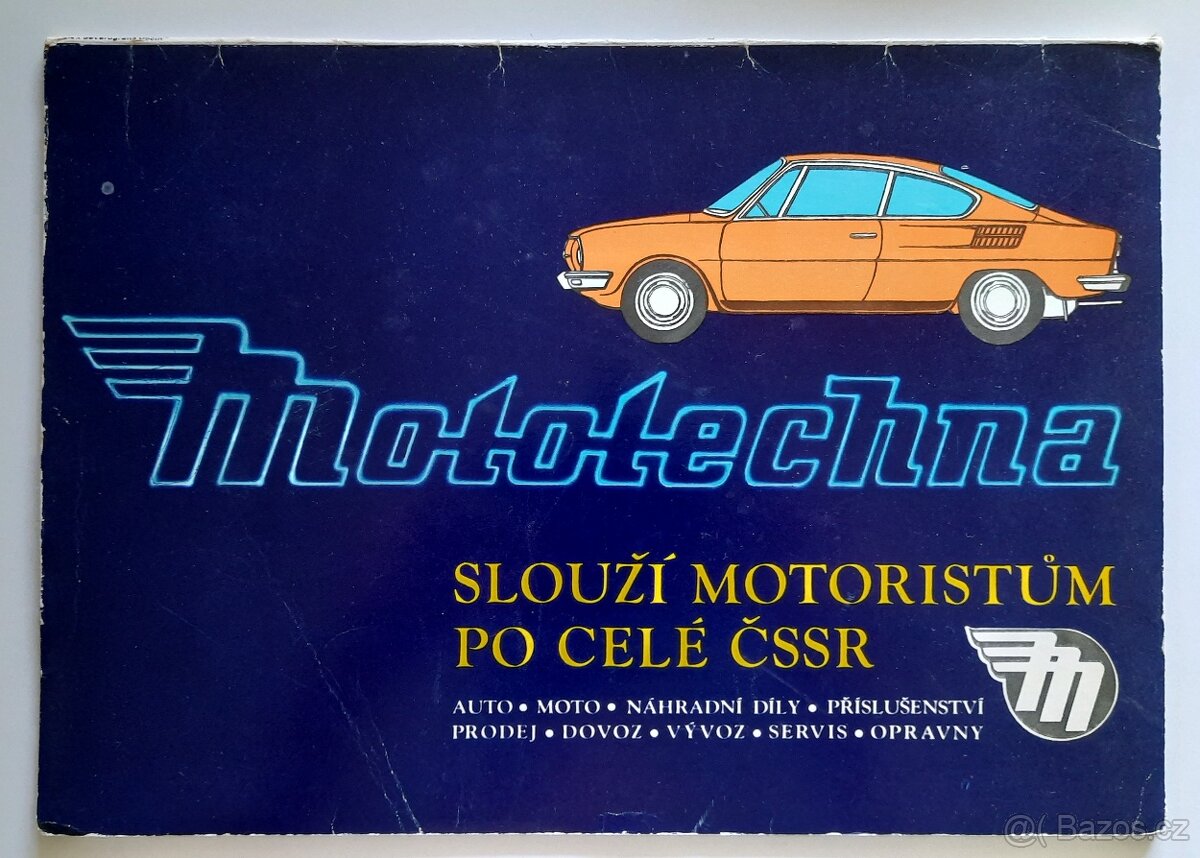 Mototechna
SLOUŽÍ MOTORISTŮM
PO CELÉ ČSSR
AUTO • MOTO • NÁHRADNÍ DÍLY • PŘÍSLUŠENSTVÍ
PRODEJ • DOVOZ • VÝVOZ • SERVIS • OPRAVNY
M
@( Bazos.cz